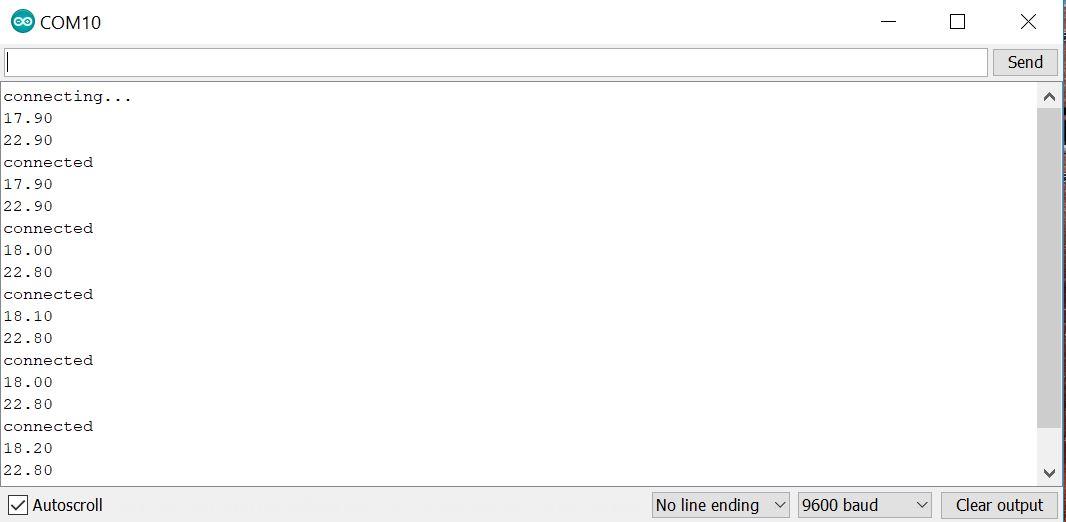 COM10
Send
connecting...
17.90
22.90
connected
17.90
22.90
connected
18.00
22.80
connected
18.10
22.80
connected
18.00
22.80
connected
18.20
22.80
Autoscroll
No line ending
9600 baud
Clear output